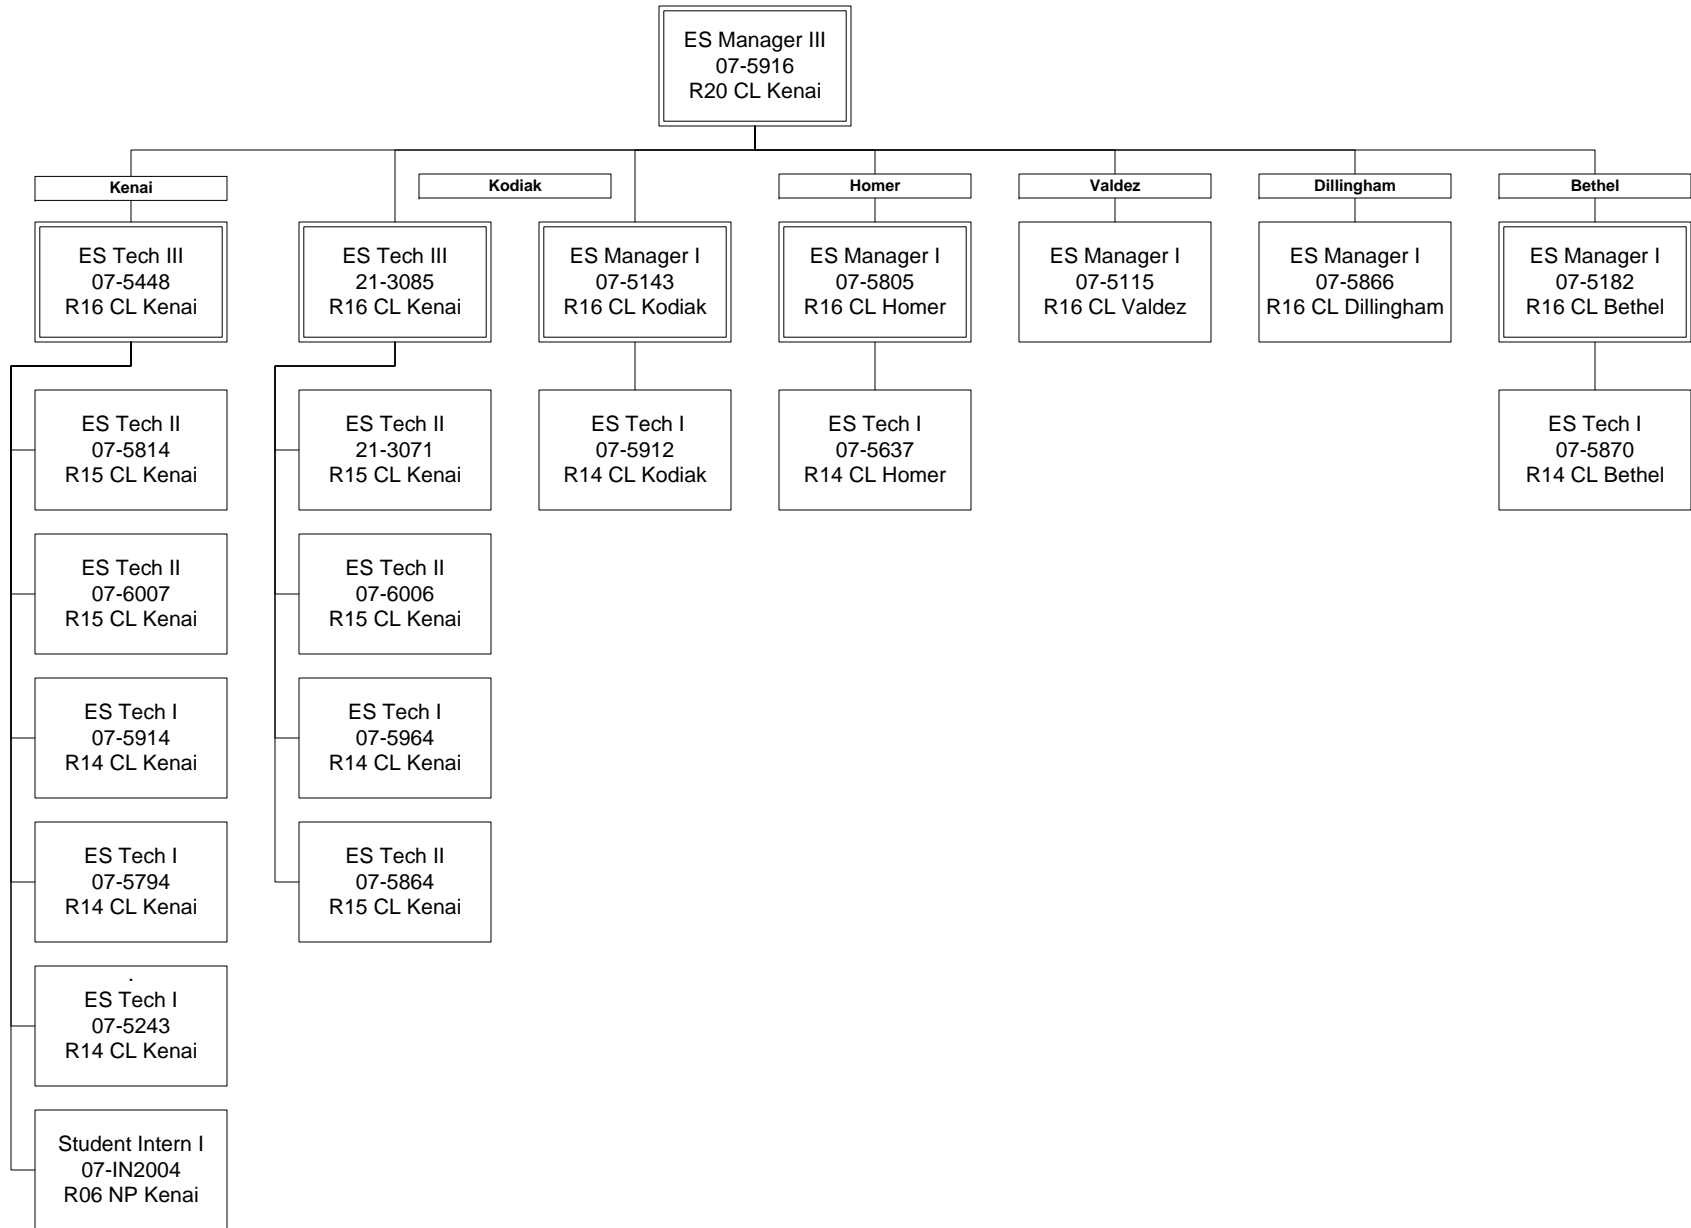 ES Manager III
07-5916
R20 CL Kenai
Kenai
Kodiak
Homer
Valdez
Dillingham
Bethel
ES Tech III
07-5448
R16 CL Kenai
ES Tech III
21-3085
R16 CL Kenai
ES Manager I
07-5143
R16 CL Kodiak
ES Manager I
07-5805
R16 CL Homer
ES Manager I
07-5115
R16 CL Valdez
ES Manager I
07-5866
R16 CL Dillingham
ES Manager I
07-5182
R16 CL Bethel
ES Tech II
07-5814
R15 CL Kenai
ES Tech II
21-3071
R15 CL Kenai
ES Tech I
07-5912
R14 CL Kodiak
ES Tech I
07-5637
R14 CL Homer
ES Tech I
07-5870
R14 CL Bethel
ES Tech II
07-6007
R15 CL Kenai
ES Tech II
07-6006
R15 CL Kenai
ES Tech I
07-5914
R14 CL Kenai
ES Tech I
07-5964
R14 CL Kenai
ES Tech I
07-5794
R14 CL Kenai
ES Tech II
07-5864
R15 CL Kenai
.
ES Tech I
07-5243
R14 CL Kenai
Student Intern I
07-IN2004
R06 NP Kenai